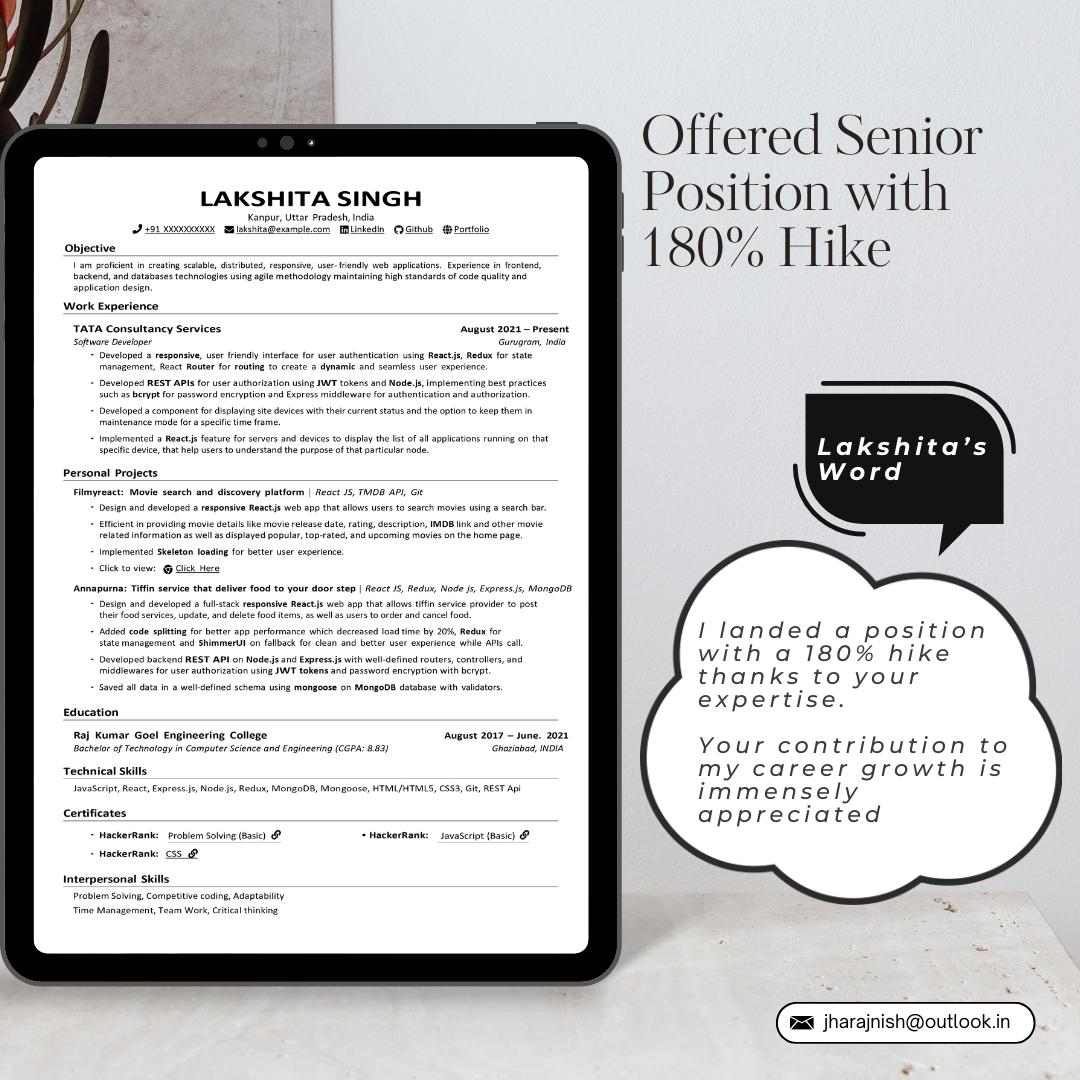 LAKSHITA SINGH
Kanpur, Uttar Pradesh, India
+91 XXXXXXXXXX lakshita@example.com LinkedIn Github Portfolio
Objective
I am proficient in creating scalable, distributed, responsive, user-friendly web applications. Experience in frontend,
backend, and databases technologies using agile methodology maintaining high standards of code quality and
application design.
Work Experience
TATA Consultancy Services August 2021 – Present
Software Developer Gurugram, India
- Developed a responsive, user friendly interface for user authentication using React.js, Redux for state
management, React Router for routing to create a dynamic and seamless user experience.
- Developed REST APIs for user authorization using JWT tokens and Node.js, implementing best practices
such as bcrypt for password encryption and Express middleware for authentication and authorization.
- Developed a component for displaying site devices with their current status and the option to keep them in
maintenance mode for a specific time frame.
- Implemented a React.js feature for servers and devices to display the list of all applications running on that
specific device, that help users to understand the purpose of that particular node.
Personal Projects
Filmyreact: Movie search and discovery platform | React JS, TMDB API, Git
- Design and developed a responsive React.js web app that allows users to search movies using a search bar.
- Efficient in providing movie details like movie release date, rating, description, IMDB link and other movie
related information as well as displayed popular, top-rated, and upcoming movies on the home page.
- Implemented Skeleton loading for better user experience.
- Click to view: Click Here
Annapurna: Tiffin service that deliver food to your door step | React JS, Redux, Node js, Express.js, MongoDB
- Design and developed a full-stack responsive React.js web app that allows tiffin service provider to post
their food services, update, and delete food items, as well as users to order and cancel food.
- Added code splitting for better app performance which decreased load time by 20%, Redux for
state management and ShimmerUI on fallback for clean and better user experience while APIs call.
- Developed backend REST API on Node.js and Express.js with well-defined routers, controllers, and
middlewares for user authorization using JWT tokens and password encryption with bcrypt.
- Saved all data in a well-defined schema using mongoose on MongoDB database with validators.
Education
Raj Kumar Goel Engineering College August 2017 – June. 2021
Bachelor of Technology in Computer Science and Engineering (CGPA: 8.83) Ghaziabad, INDIA
Technical Skills
JavaScript, React, Express.js, Node.js, Redux, MongoDB, Mongoose, HTML/HTML5, CSS3, Git, REST Api
Certificates
- HackerRank: Problem Solving (Basic) • HackerRank: JavaScript (Basic)
- HackerRank: CSS
Interpersonal Skills
Problem Solving, Competitive coding, Adaptability
Time Management, Team Work, Critical thinking
Offered Senior
Position with
180% Hike
Lakshita's
Word
I landed a position
with a 180% hike
thanks to your
expertise.
Your contribution to
my career growth is
immensely
appreciated
jharajnish@outlook.in